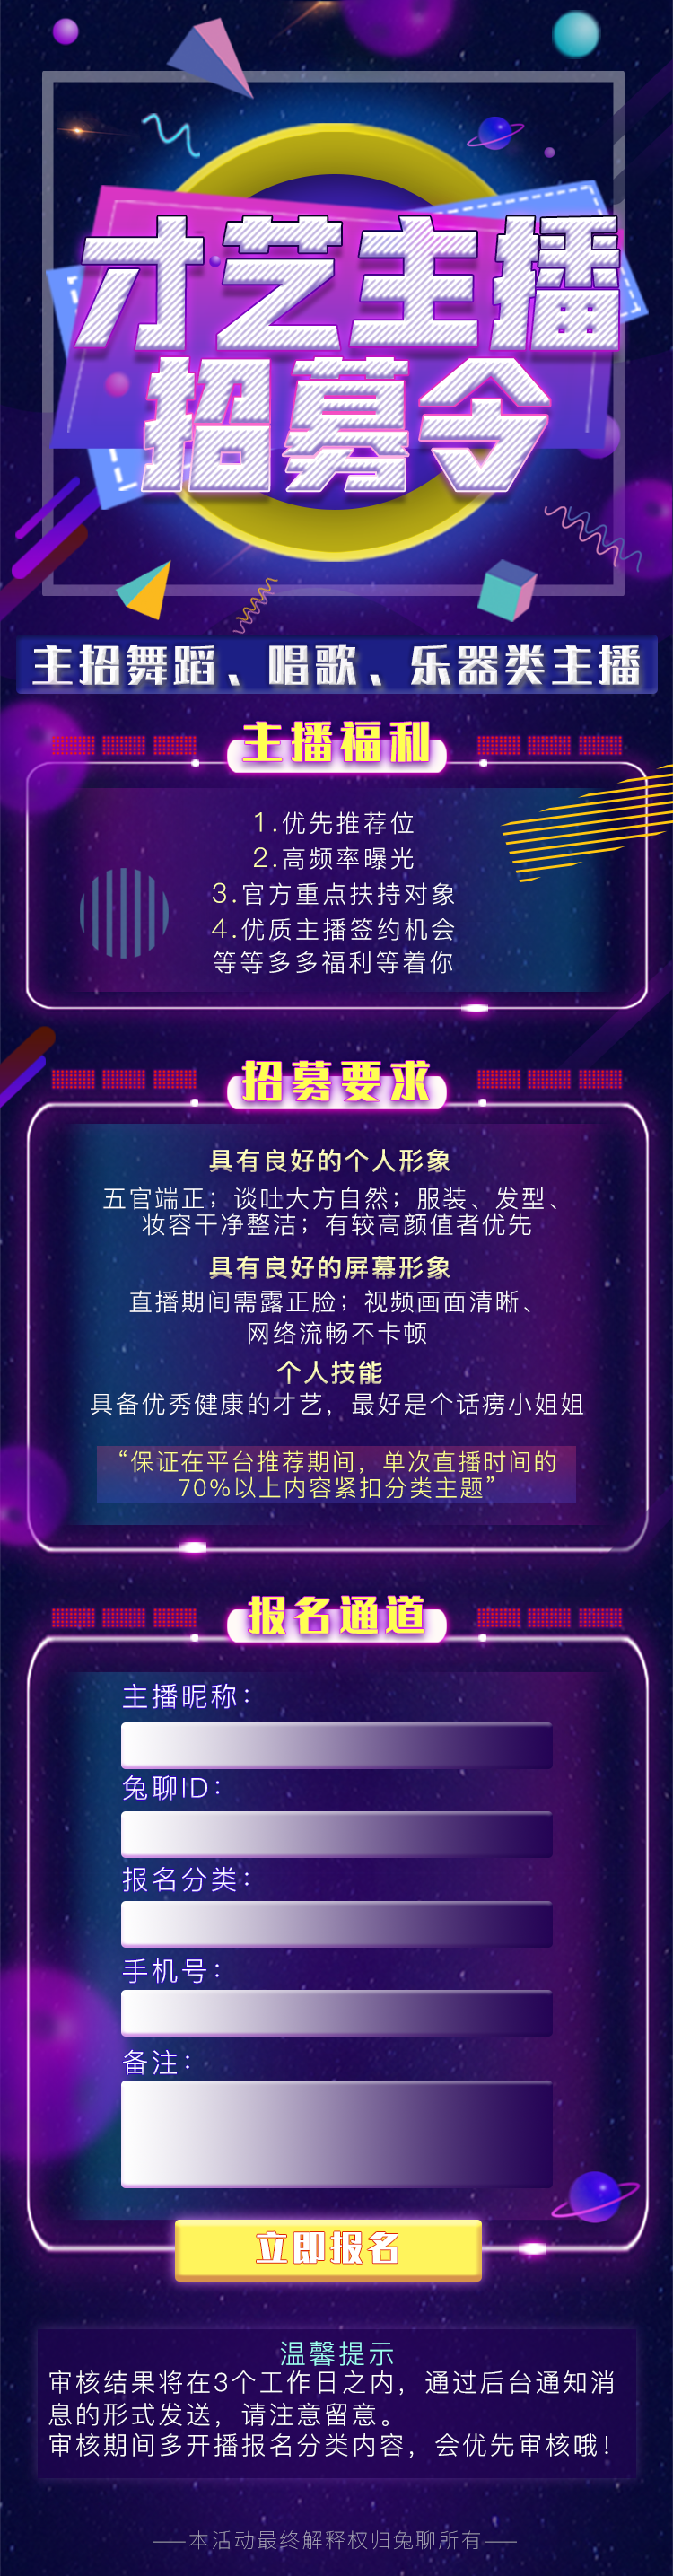 才艺主播
招募令
主招舞蹈、唱歌、乐器类主播
主播福利
1.优先推荐位
2.高频率曝光
3.官方重点扶持对象
4.优质主播签约机会
等等多多福利等着你
招募要求
具有良好的个人形象
五官端正；谈吐大方自然；服装、发型、
妆容干净整洁；有较高颜值者优先
具有良好的屏幕形象
直播期间需露正脸；视频画面清晰、
网络流畅不卡顿
个人技能
具备优秀健康的才艺，最好是个话痨小姐姐
“保证在平台推荐期间，单次直播时间的
70%以上内容紧扣分类主题”
报名通道
主播昵称：
兔聊ID：
报名分类：
手机号：
备注：
立即报名
温馨提示
审核结果将在3个工作日之内，通过后台通知消
息的形式发送，请注意留意。
审核期间多开播报名分类内容，会优先审核哦！
——本活动最终解释权归兔聊所有——